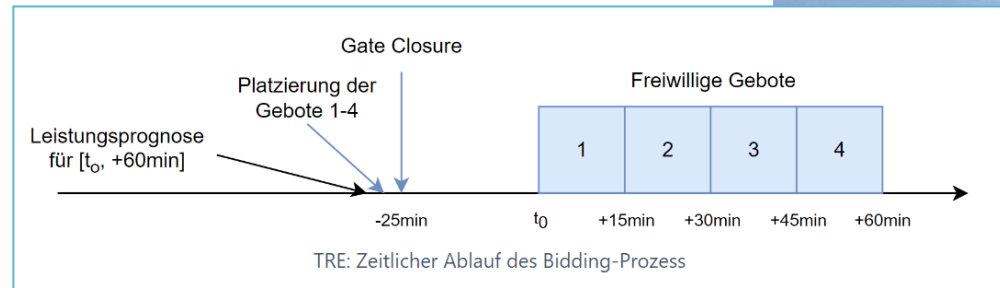 Gate Closure
Platzierung der
Gebote 1-4
Freiwillige Gebote
Leistungsprognose
für [t₀, +60min]
1
2
3
4
-25min
t₀
+15min
+30min
+45min
+60min
TRE: Zeitlicher Ablauf des Bidding-Prozess